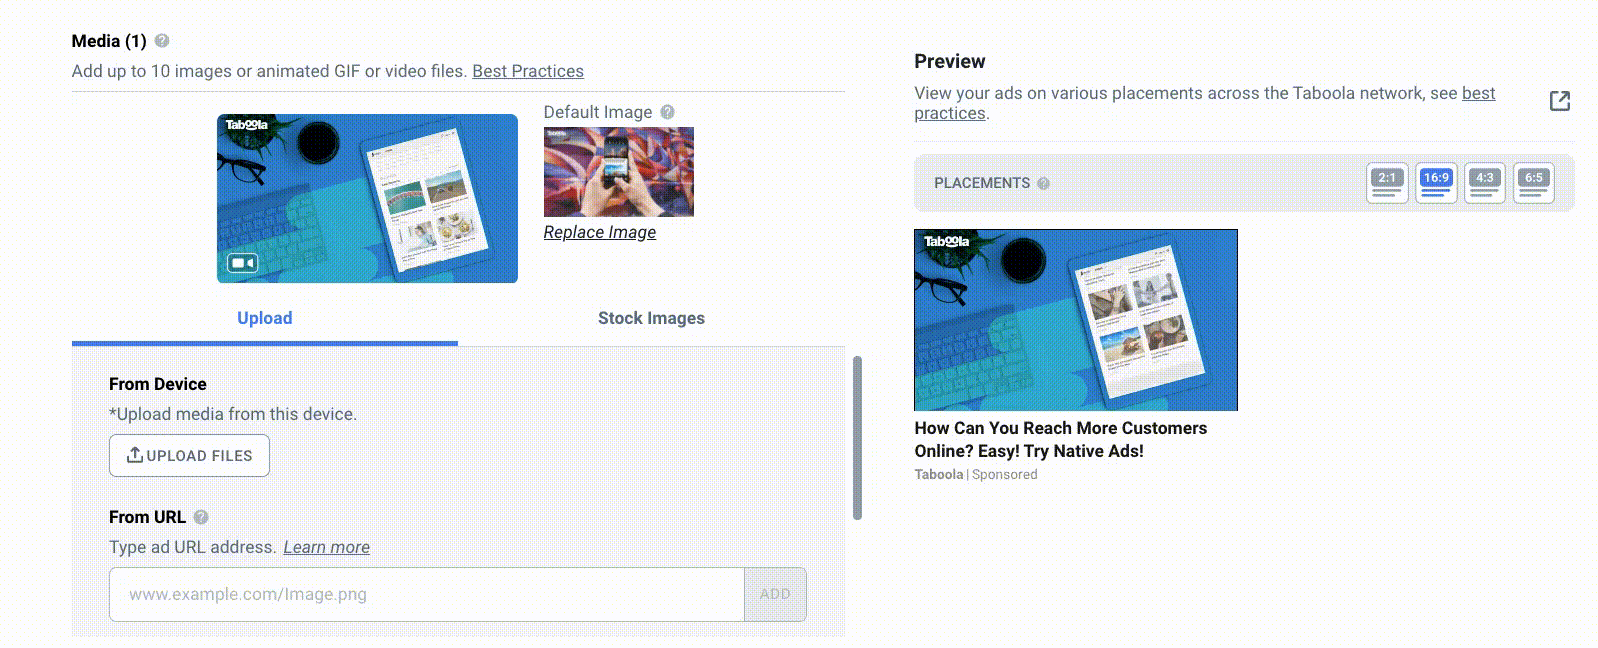 Media (1)
Add up to 10 images or animated GIF or video files. Best Practices
Taboola
Default Image
Replace Image
Upload
Stock Images
From Device
*Upload media from this device.
UPLOAD FILES
From URL
Type ad URL address. Learn more
www.example.com/Image.png
ADD
Preview
View your ads on various placements across the Taboola network, see best
practices.
PLACEMENTS
2:1
16:9
4:3
6:5
Taboola
How Can You Reach More Customers
Online? Easy! Try Native Ads!
Taboola | Sponsored